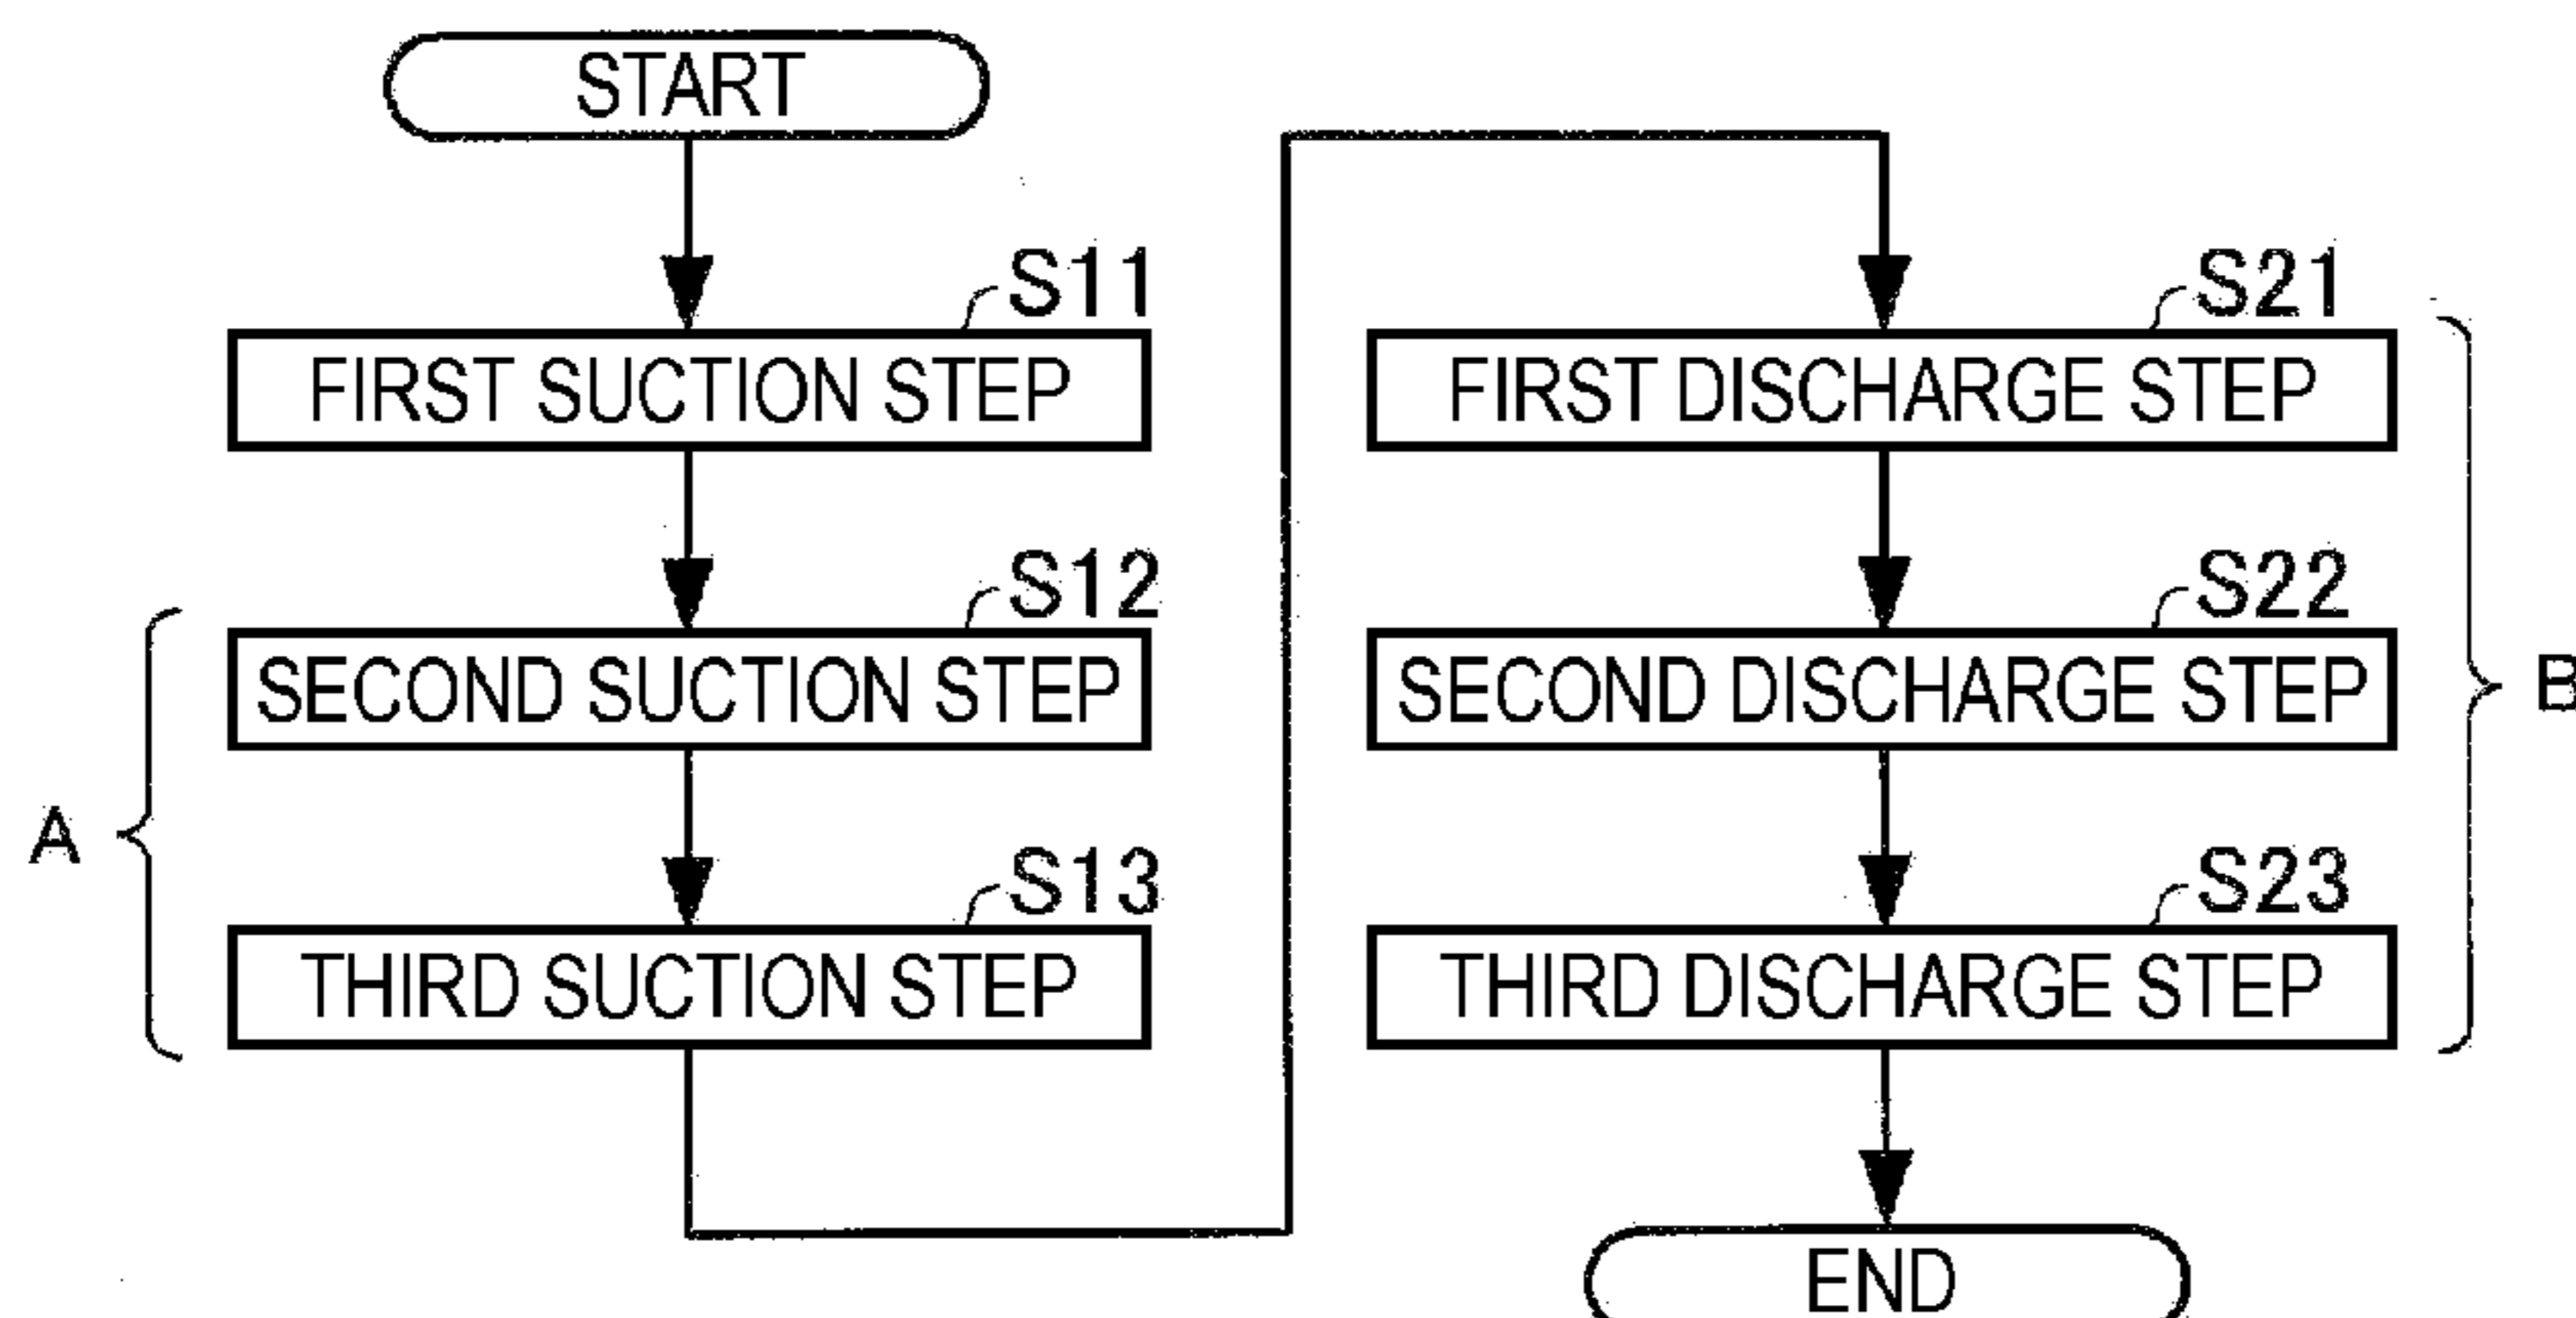 START
S11
FIRST SUCTION STEP
S12
SECOND SUCTION STEP
A
S13
THIRD SUCTION STEP
S21
FIRST DISCHARGE STEP
S22
SECOND DISCHARGE STEP
B
S23
THIRD DISCHARGE STEP
END